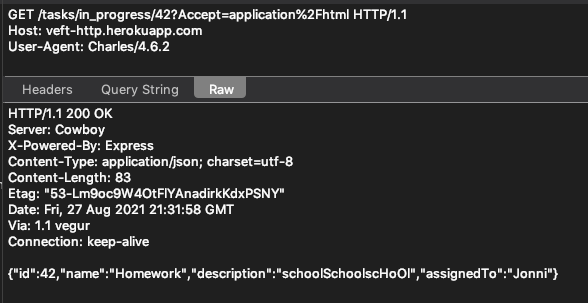 GET /tasks/in_progress/42?Accept=application%2Fhtml HTTP/1.1
Host: veft-http.herokuapp.com
User-Agent: Charles/4.6.2
Headers Query String Raw
HTTP/1.1 200 OK
Server: Cowboy
X-Powered-By: Express
Content-Type: application/json; charset=utf-8
Content-Length: 83
Etag: "53-Lm9oc9W4OtFlYAnadirkKdxPSNY"
Date: Fri, 27 Aug 2021 21:31:58 GMT
Via: 1.1 vegur
Connection: keep-alive
{"id":42,"name":"Homework","description":"schoolSchoolscHoOl","assignedTo":"Jonni"}